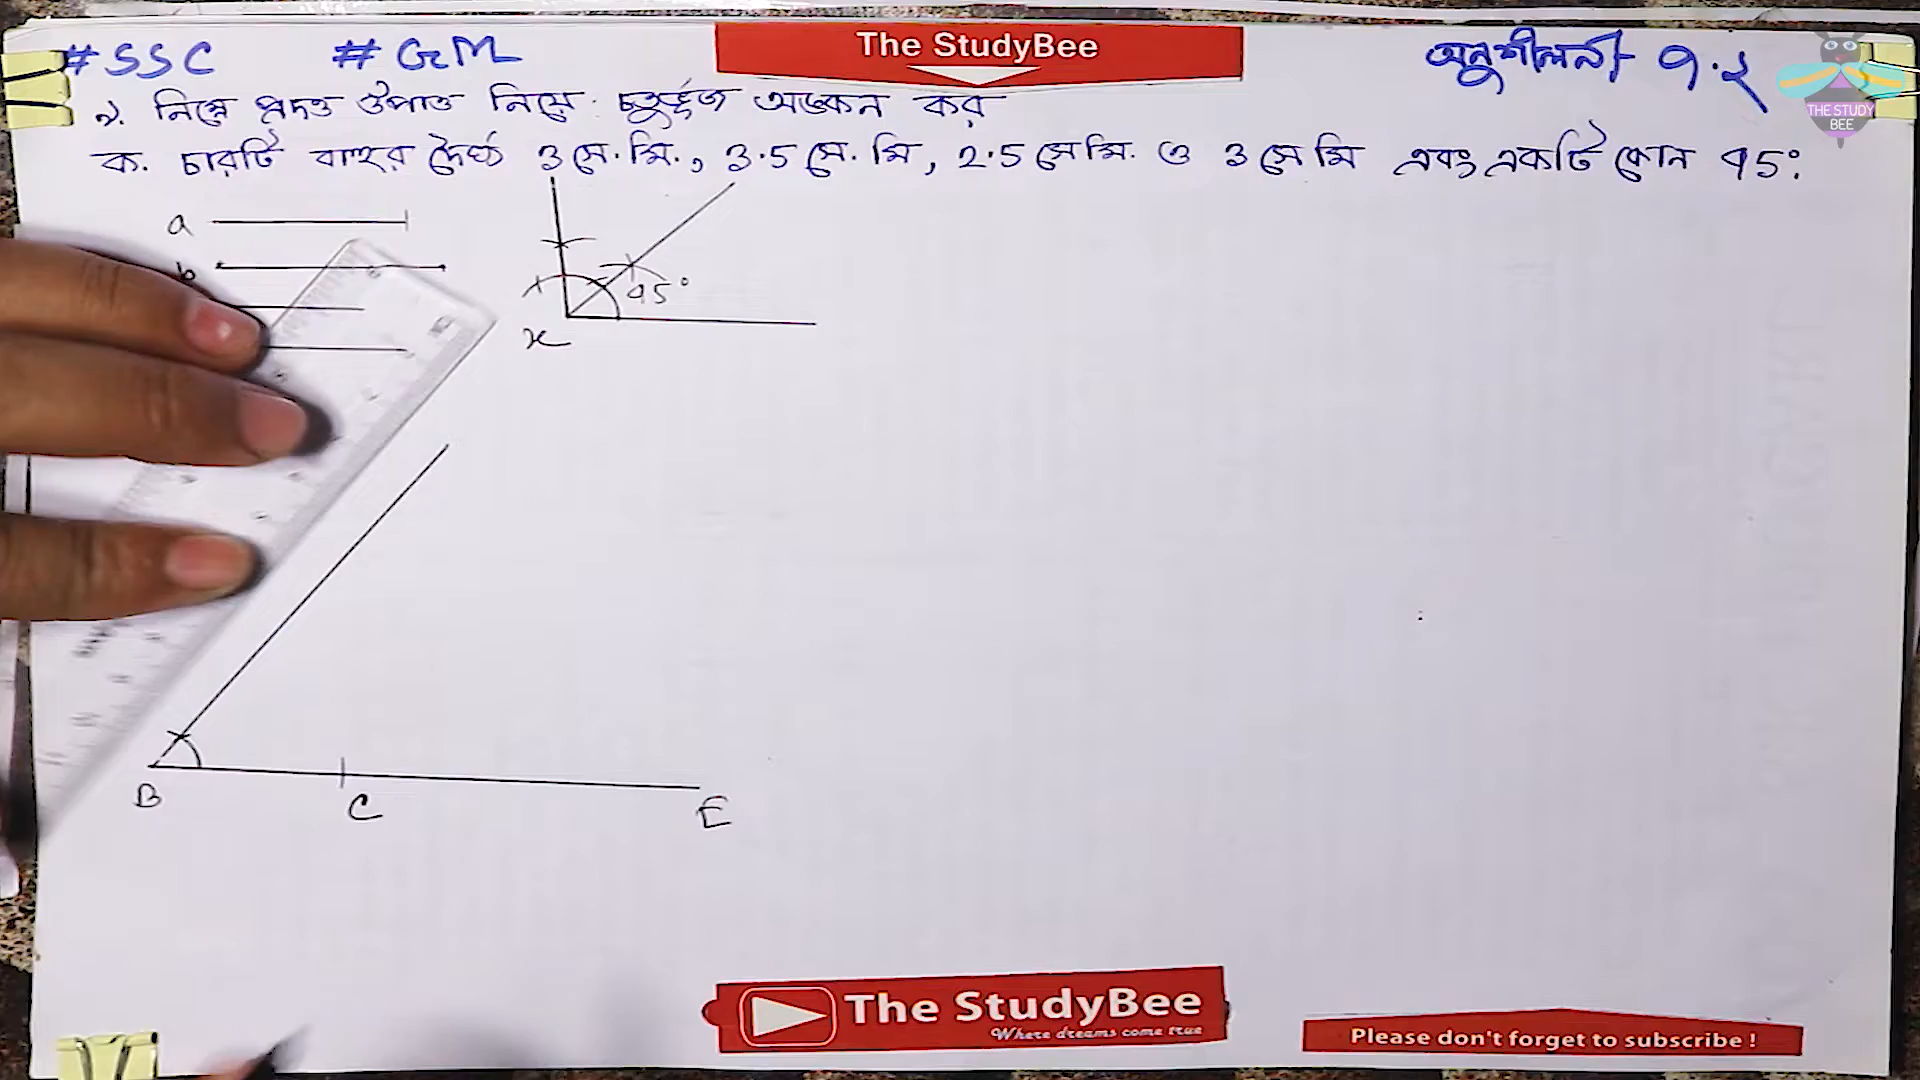 The StudyBee
#SSC #GM অনুশীলনী ৭.২
THE STUDY BEE
২. নিম্নে প্রদত্ত উপাত্ত নিয়ে চতুর্ভুজ অঙ্কন কর
ক. চারটি বাহুর দৈর্ঘ্য 3 সে. মি., 3.5 সে. মি, 2.5 সে মি. ও 3 সে মি এবং একটি কোন 45°
a
b
45°
x
B C E
The StudyBee
Where dreams come true
Please don't forget to subscribe !